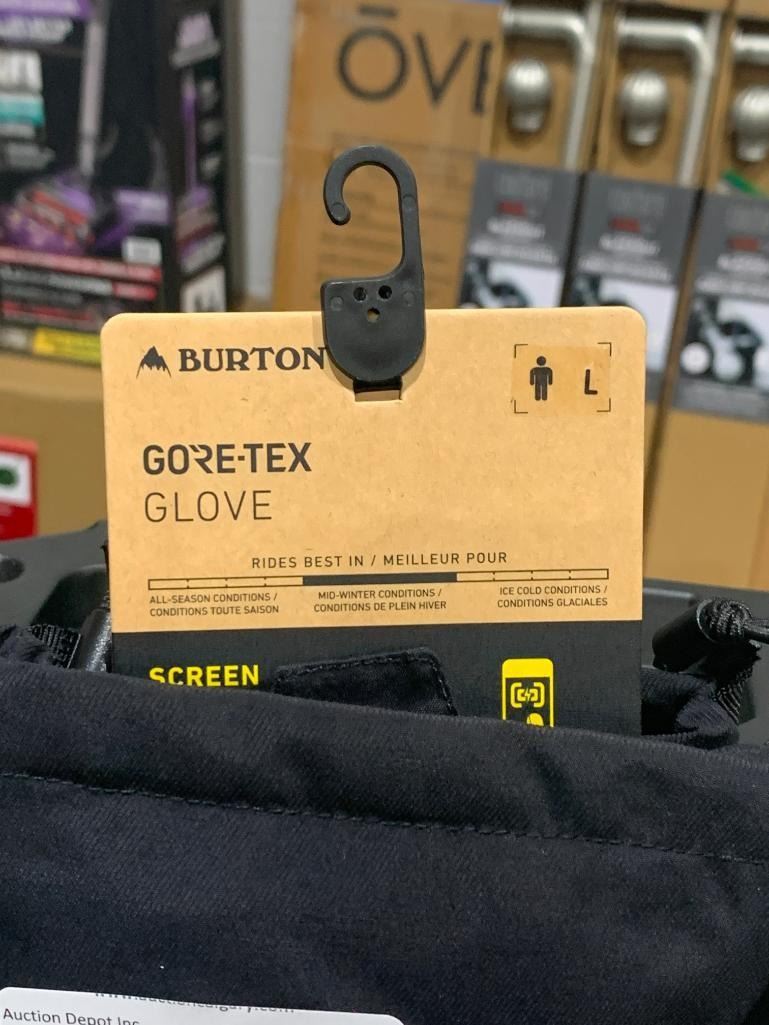 ŌVE
BURTON
L
GORE-TEX
GLOVE
RIDES BEST IN / MEILLEUR POUR
ALL-SEASON CONDITIONS /
CONDITIONS TOUTE SAISON
MID-WINTER CONDITIONS /
CONDITIONS DE PLEIN HIVER
ICE COLD CONDITIONS /
CONDITIONS GLACIALES
SCREEN
Auction Depot Inc